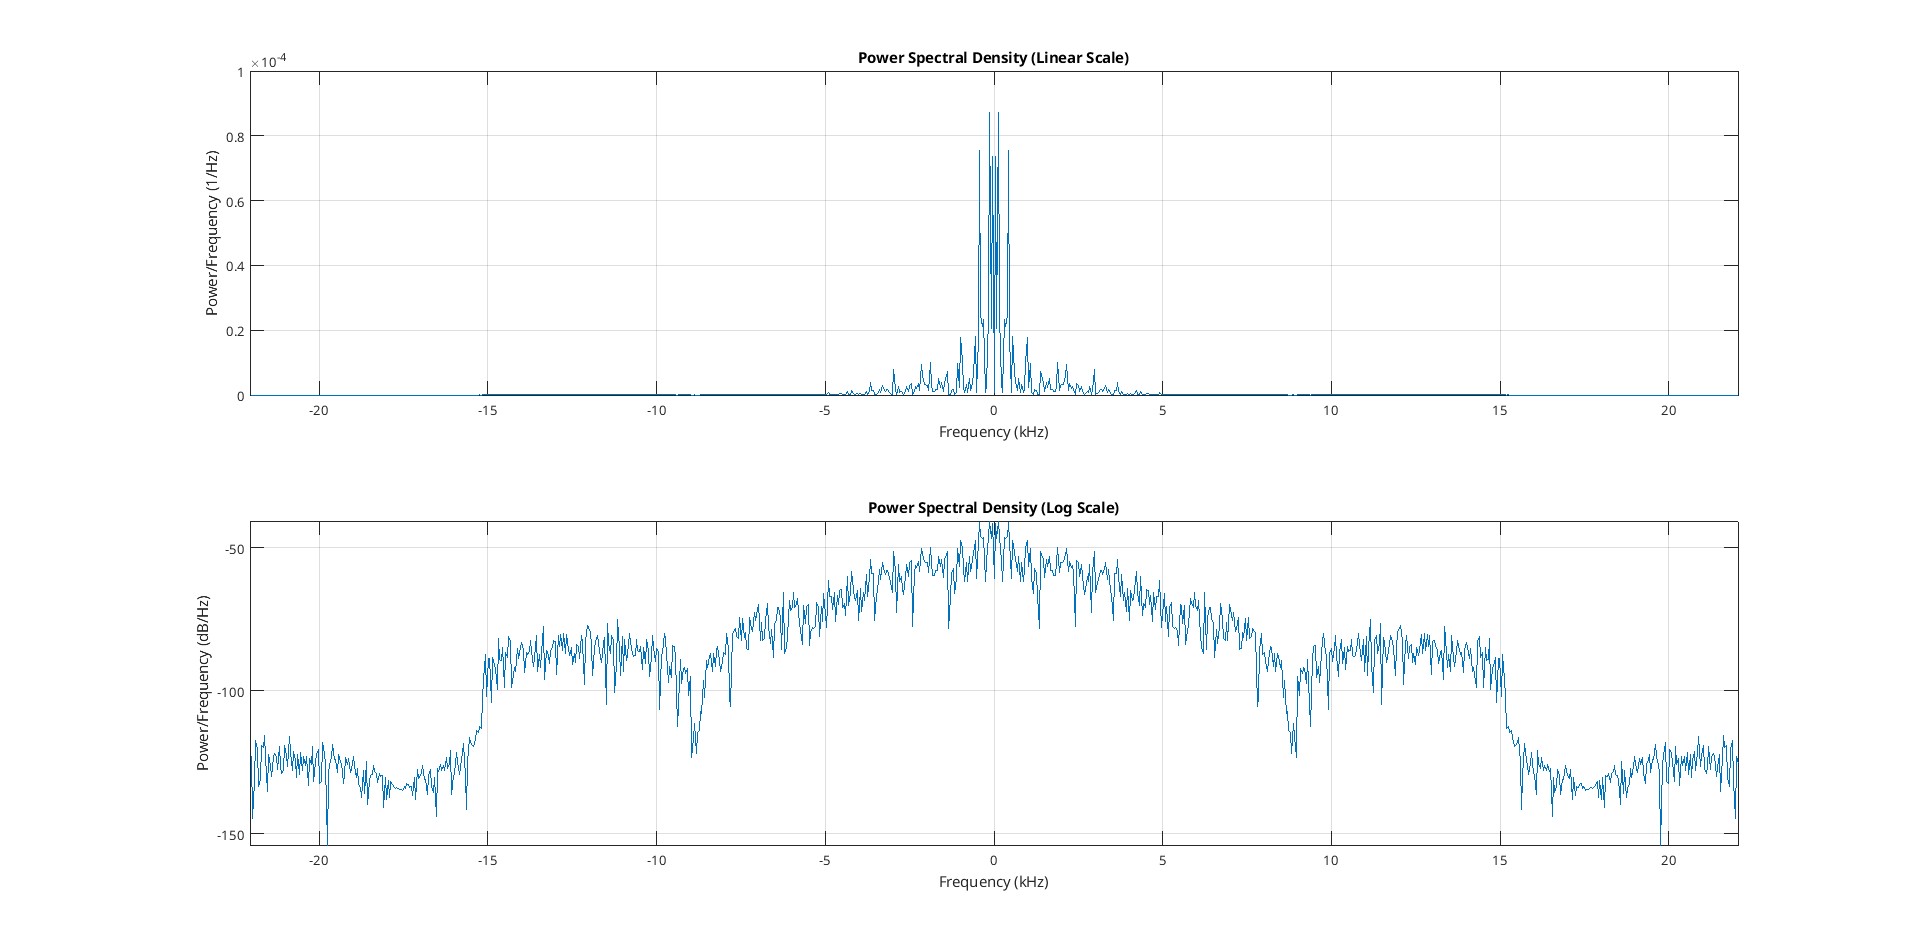 Power Spectral Density (Linear Scale)
×10-4
1
0.8
0.6
0.4
0.2
0
Power/Frequency (1/Hz)
-20 -15 -10 -5 0 5 10 15 20
Frequency (kHz)
Power Spectral Density (Log Scale)
-50
-100
-150
Power/Frequency (dB/Hz)
-20 -15 -10 -5 0 5 10 15 20
Frequency (kHz)